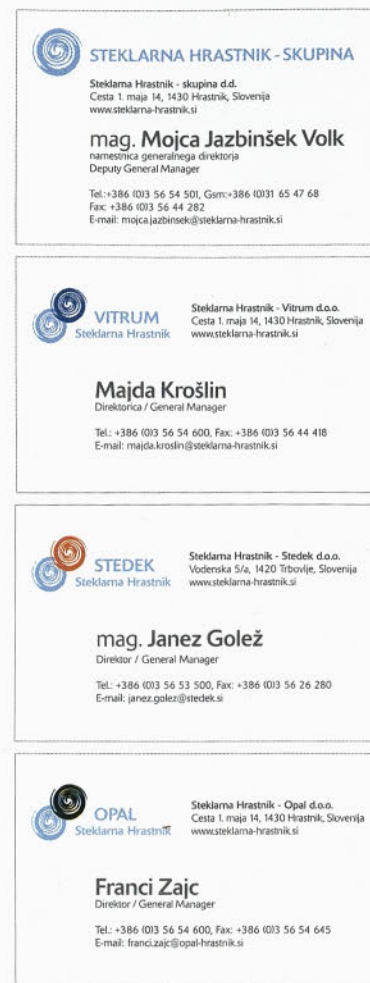 STEKLARNA HRASTNIK - SKUPINA
Steklarna Hrastnik - skupina d.d.
Cesta 1. maja 14, 1430 Hrastnik, Slovenija
www.steklarna-hrastnik.si
mag. Mojca Jazbinšek Volk
namestnica generalnega direktorja
Deputy General Manager
Tel.:+386 (0)3 56 54 501, Gsm:+386 (0)31 65 47 68
Fax: +386 (0)3 56 44 282
E-mail: mojca.jazbinsek@steklarna-hrastnik.si
VITRUM
Steklarna Hrastnik
Steklarna Hrastnik - Vitrum d.o.o.
Cesta 1. maja 14, 1430 Hrastnik, Slovenija
www.steklarna-hrastnik.si
Majda Krošlin
Direktorica / General Manager
Tel.: +386 (0)3 56 54 600, Fax: +386 (0)3 56 44 418
E-mail: majda.kroslin@steklarna-hrastnik.si
STEDEK
Steklarna Hrastnik
Steklarna Hrastnik - Stedek d.o.o.
Vodenska 5/a, 1420 Trbovlje, Slovenija
www.steklarna-hrastnik.si
mag. Janez Golež
Direktor / General Manager
Tel.: +386 (0)3 56 53 500, Fax: +386 (0)3 56 26 280
E-mail: janez.golez@stedek.si
OPAL
Steklarna Hrastnik
Steklarna Hrastnik - Opal d.o.o.
Cesta 1. maja 14, 1430 Hrastnik, Slovenija
www.steklarna-hrastnik.si
Franci Zajc
Direktor / General Manager
Tel.: +386 (0)3 56 54 600, Fax: +386 (0)3 56 54 645
E-mail: franci.zajc@opal-hrastnik.si